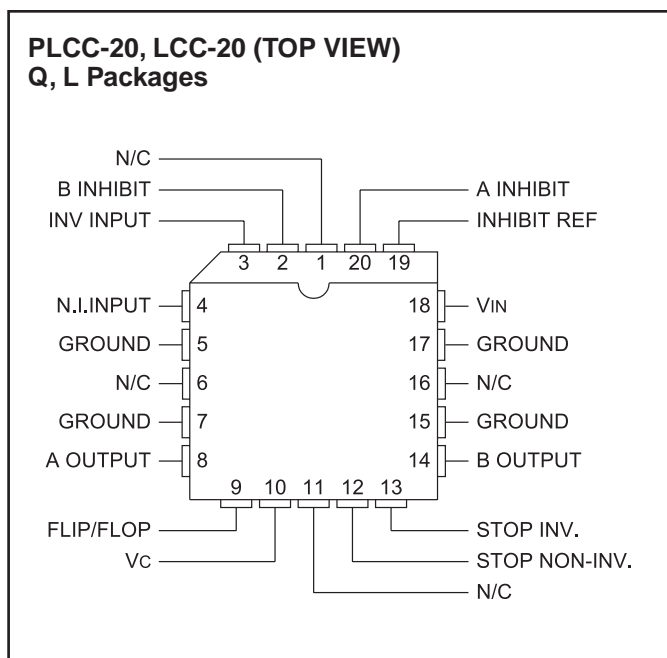 PLCC-20, LCC-20 (TOP VIEW)
Q, L Packages
N/C
B INHIBIT
A INHIBIT
INV INPUT
INHIBIT REF
3 2 1 20 19
N.I.INPUT 4
18 VIN
GROUND 5
17 GROUND
N/C 6
16 N/C
GROUND 7
15 GROUND
A OUTPUT 8
14 B OUTPUT
9 10 11 12 13
FLIP/FLOP
STOP INV.
VC
STOP NON-INV.
N/C